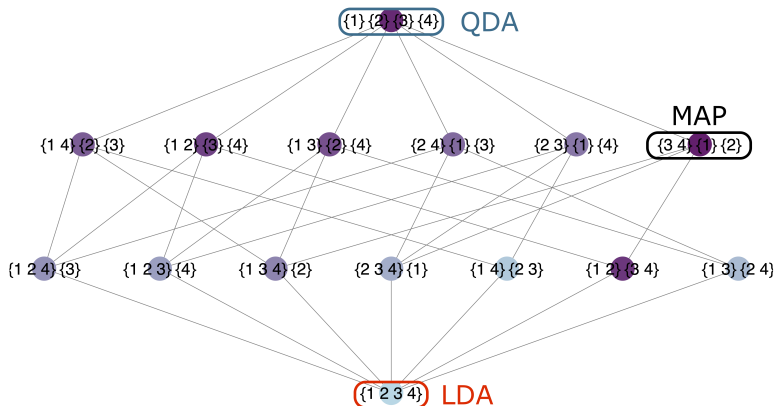 {1} {2} {3} {4} QDA
MAP
{1 4} {2} {3} {1 2} {3} {4} {1 3} {2} {4} {2 4} {1} {3} {2 3} {1} {4} {3 4} {1} {2}
{1 2 4} {3} {1 2 3} {4} {1 3 4} {2} {2 3 4} {1} {1 4} {2 3} {1 2} {3 4} {1 3} {2 4}
{1 2 3 4} LDA